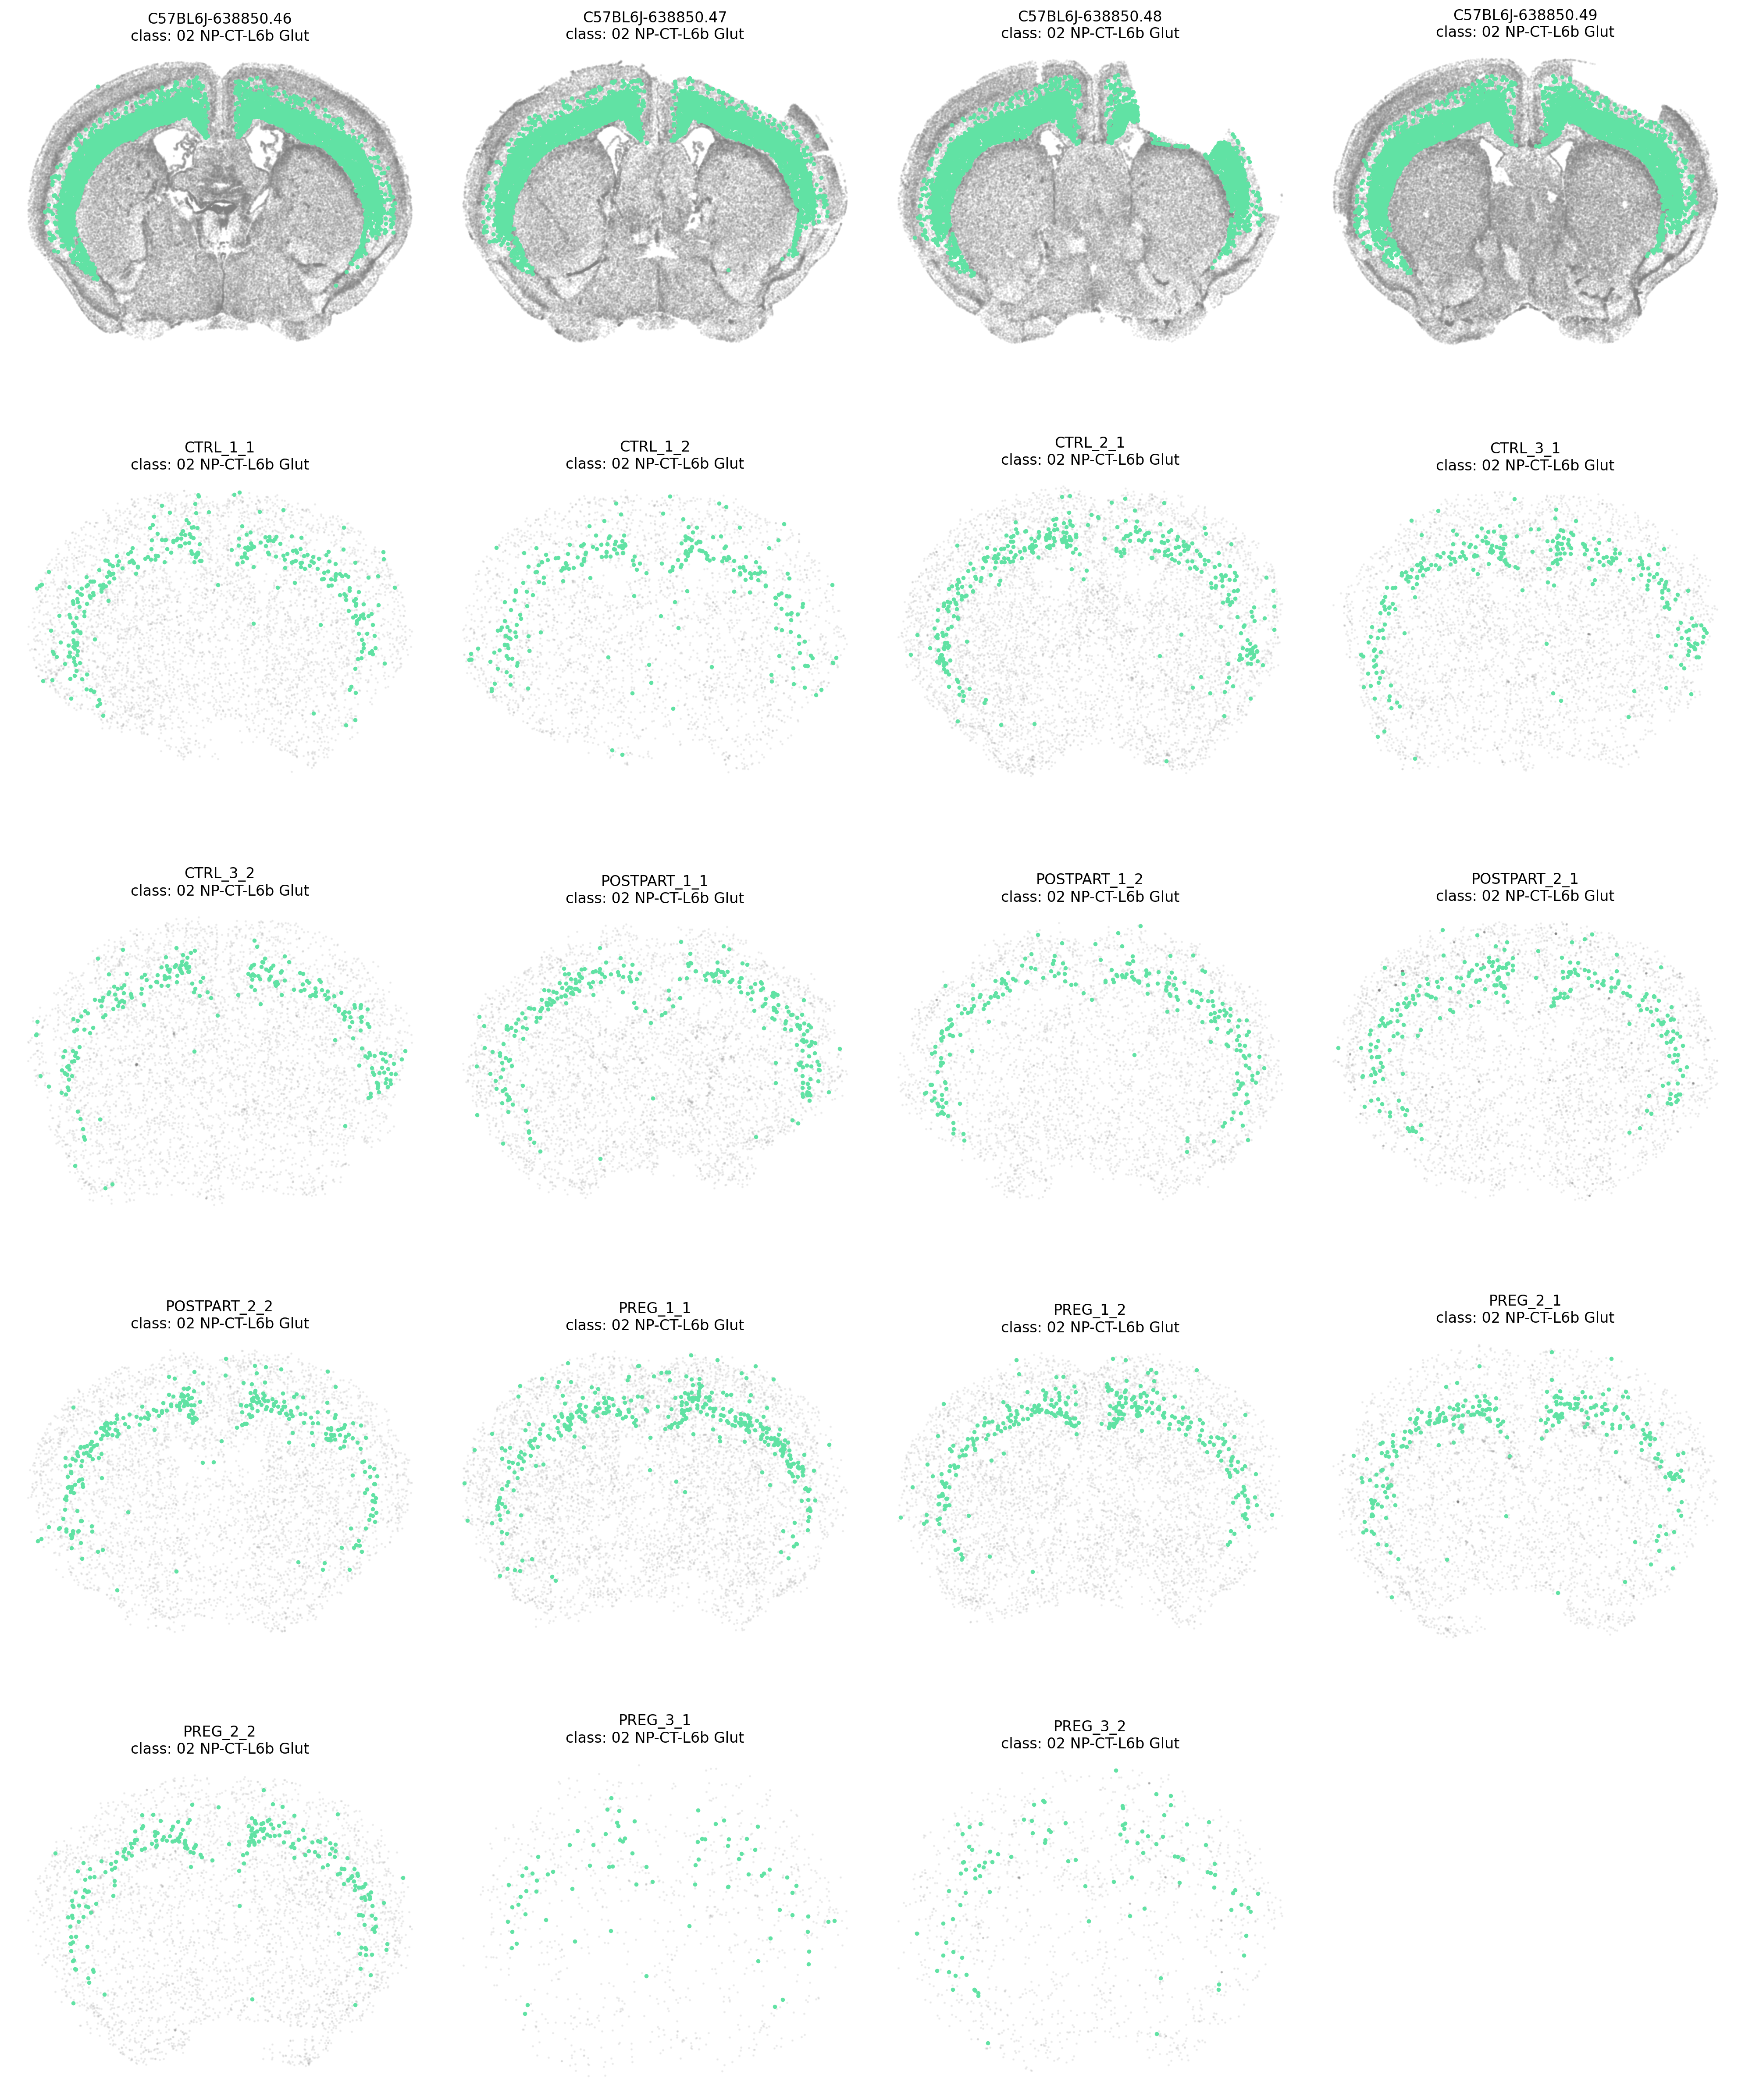 C57BL6J-638850.46
class: 02 NP-CT-L6b Glut
C57BL6J-638850.47
class: 02 NP-CT-L6b Glut
C57BL6J-638850.48
class: 02 NP-CT-L6b Glut
C57BL6J-638850.49
class: 02 NP-CT-L6b Glut
CTRL_1_1
class: 02 NP-CT-L6b Glut
CTRL_1_2
class: 02 NP-CT-L6b Glut
CTRL_2_1
class: 02 NP-CT-L6b Glut
CTRL_3_1
class: 02 NP-CT-L6b Glut
CTRL_3_2
class: 02 NP-CT-L6b Glut
POSTPART_1_1
class: 02 NP-CT-L6b Glut
POSTPART_1_2
class: 02 NP-CT-L6b Glut
POSTPART_2_1
class: 02 NP-CT-L6b Glut
POSTPART_2_2
class: 02 NP-CT-L6b Glut
PREG_1_1
class: 02 NP-CT-L6b Glut
PREG_1_2
class: 02 NP-CT-L6b Glut
PREG_2_1
class: 02 NP-CT-L6b Glut
PREG_2_2
class: 02 NP-CT-L6b Glut
PREG_3_1
class: 02 NP-CT-L6b Glut
PREG_3_2
class: 02 NP-CT-L6b Glut